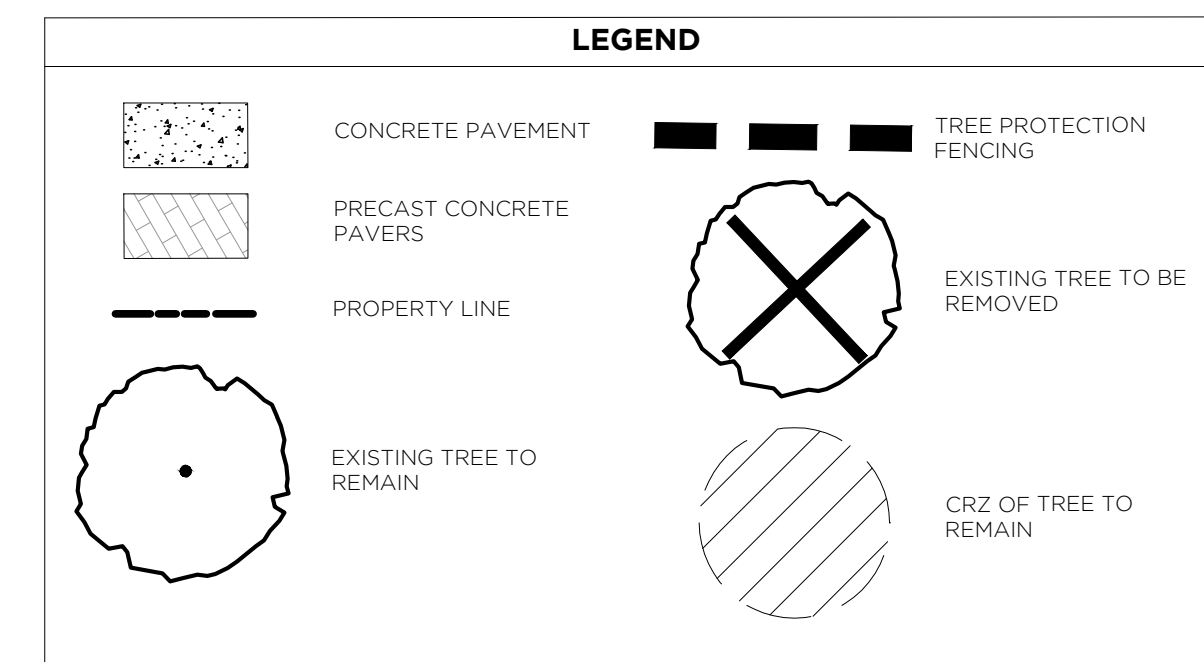 LEGEND
CONCRETE PAVEMENT
PRECAST CONCRETE
PAVERS
PROPERTY LINE
EXISTING TREE TO
REMAIN
TREE PROTECTION
FENCING
EXISTING TREE TO BE
REMOVED
CRZ OF TREE TO
REMAIN